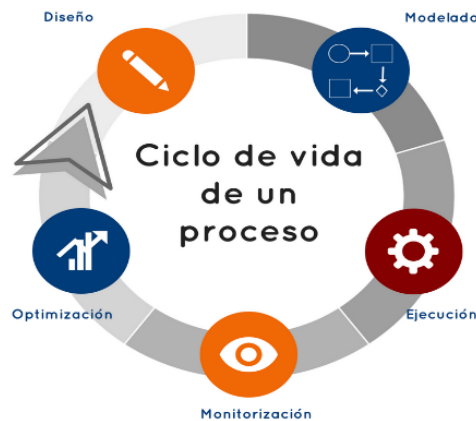 Diseño
Modelado
Ciclo de vida
de un
proceso
Optimización
Ejecución
Monitorización